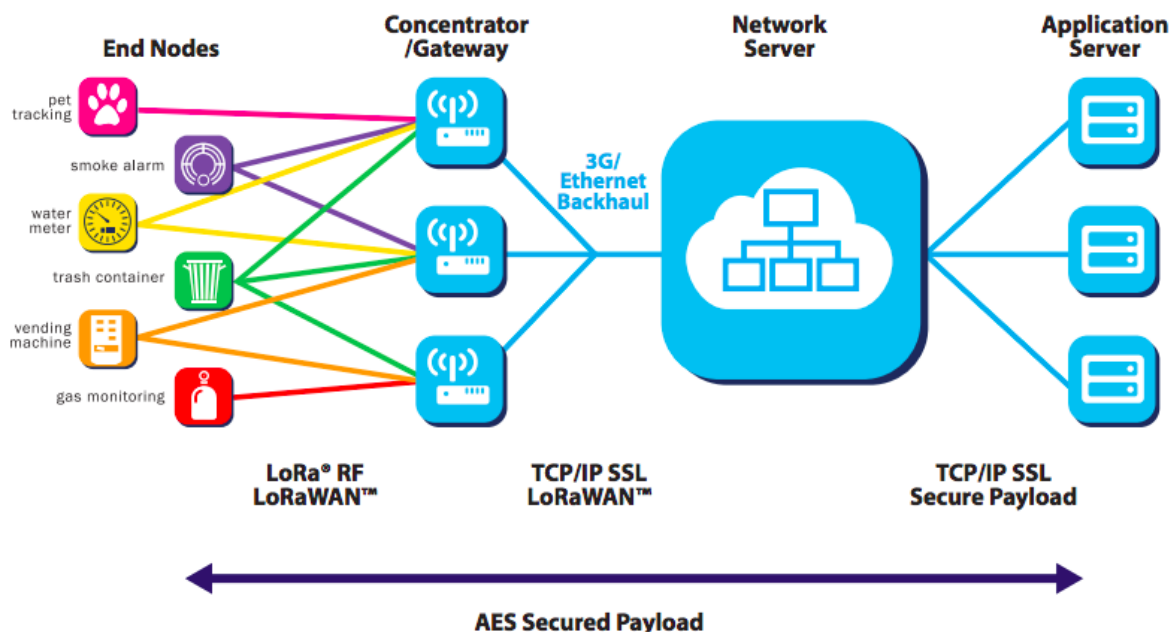 End Nodes
Concentrator
/Gateway
Network
Server
Application
Server
pet
tracking
smoke alarm
water
meter
trash container
vending
machine
gas monitoring
3G/
Ethernet
Backhaul
LoRa® RF
LoRaWAN™
TCP/IP SSL
LoRaWAN™
TCP/IP SSL
Secure Payload
AES Secured Payload